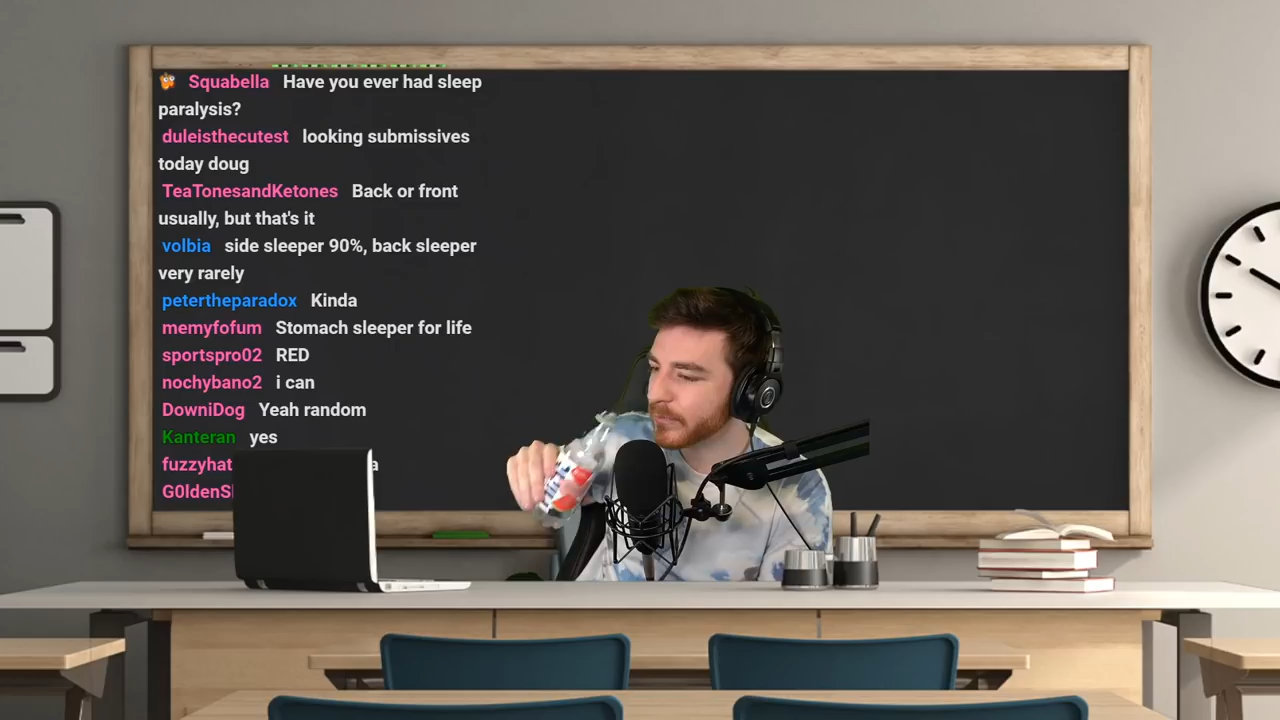 Squabella Have you ever had sleep
paralysis?
duleisthecutest looking submissives
today doug
TeaTonesandKetones Back or front
usually, but that's it
volbia side sleeper 90%, back sleeper
very rarely
petertheparadox Kinda
memyfofum Stomach sleeper for life
sportspro02 RED
nochybano2 i can
DowniDog Yeah random
Kanteran yes